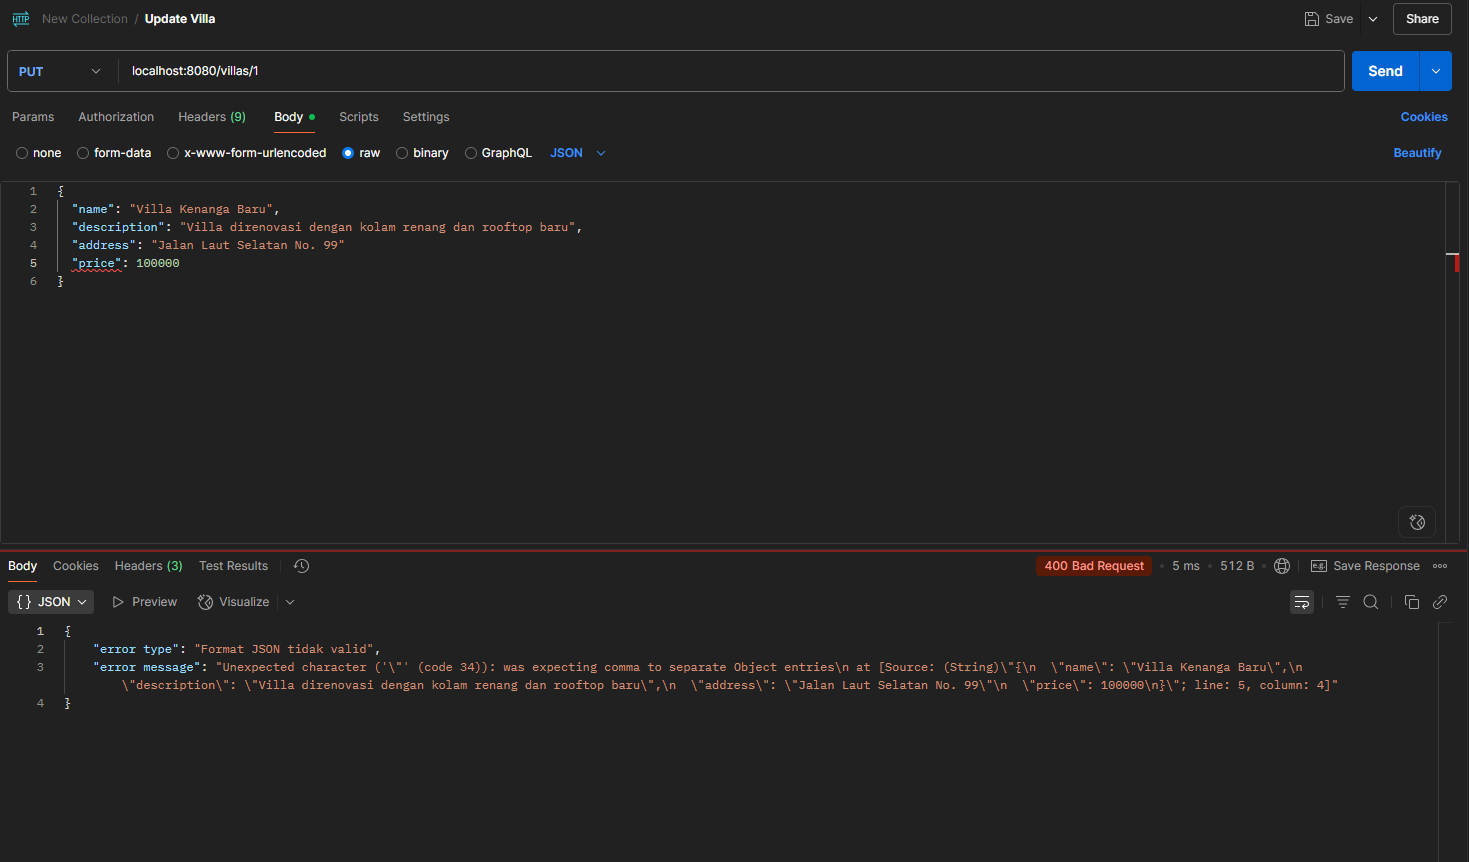 HTTP New Collection / Update Villa Save Share
PUT localhost:8080/villas/1 Send
Params Authorization Headers (9) Body Scripts Settings Cookies
none form-data x-www-form-urlencoded raw binary GraphQL JSON Beautify
1 {
2 "name": "Villa Kenanga Baru",
3 "description": "Villa direnovasi dengan kolam renang dan rooftop baru",
4 "address": "Jalan Laut Selatan No. 99"
5 "price": 100000
6 }
Body Cookies Headers (3) Test Results 400 Bad Request • 5 ms • 512 B e.g. Save Response
{} JSON Preview Visualize
1 {
2 "error type": "Format JSON tidak valid",
3 "error message": "Unexpected character ('\"' (code 34)): was expecting comma to separate Object entries\n at [Source: (String)\"{\n  \"name\": \"Villa Kenanga Baru\",\n
\"description\": \"Villa direnovasi dengan kolam renang dan rooftop baru\",\n  \"address\": \"Jalan Laut Selatan No. 99\"\n  \"price\": 100000\n}\"; line: 5, column: 4]"
4 }